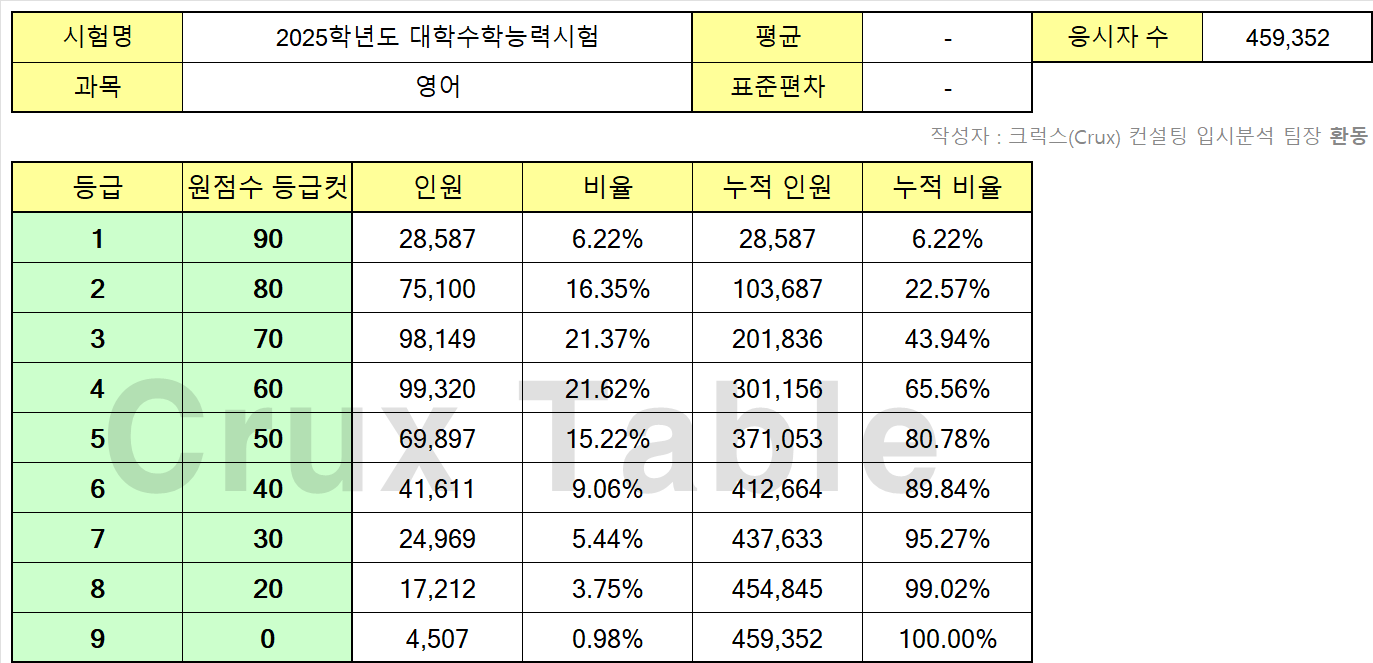 시험명 2025학년도 대학수학능력시험 평균 - 응시자 수 459,352
과목 영어 표준편차 -
작성자 : 크럭스(Crux) 컨설팅 입시분석 팀장 환동
등급 원점수 등급컷 인원 비율 누적 인원 누적 비율
1 90 28,587 6.22% 28,587 6.22%
2 80 75,100 16.35% 103,687 22.57%
3 70 98,149 21.37% 201,836 43.94%
4 60 99,320 21.62% 301,156 65.56%
5 50 69,897 15.22% 371,053 80.78%
6 40 41,611 9.06% 412,664 89.84%
7 30 24,969 5.44% 437,633 95.27%
8 20 17,212 3.75% 454,845 99.02%
9 0 4,507 0.98% 459,352 100.00%
Crux Table